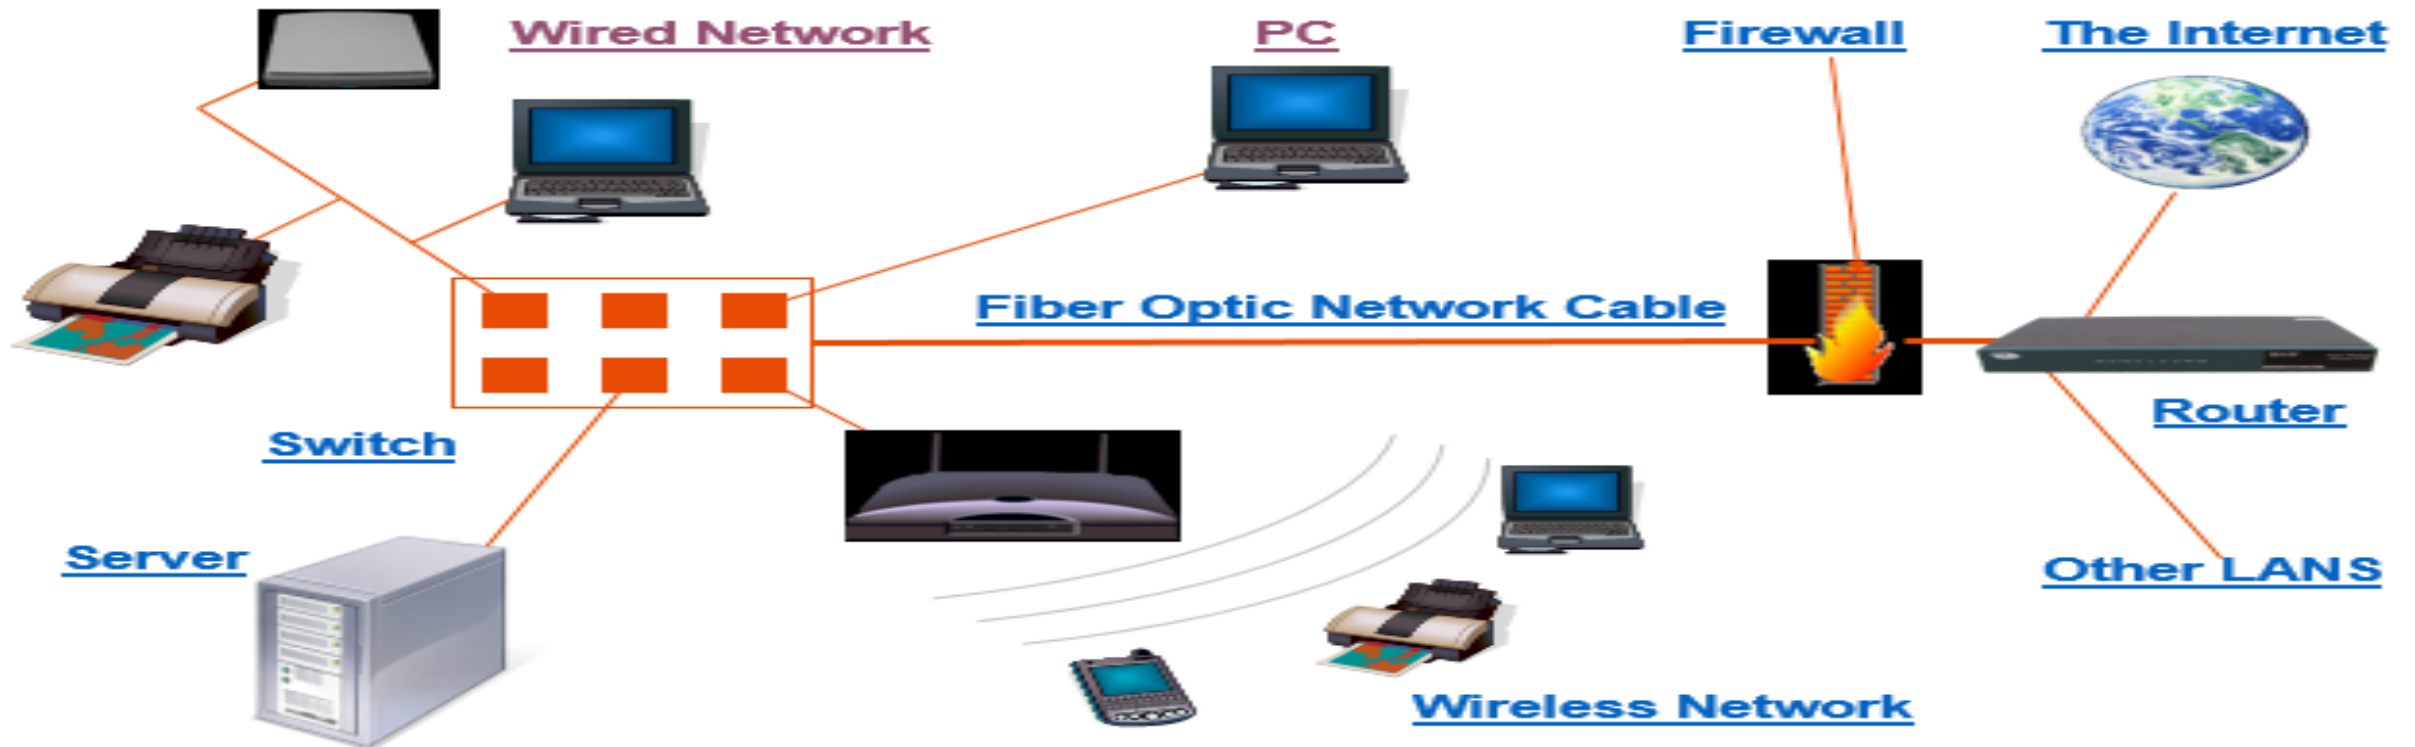 Wired Network
PC
Firewall
The Internet
Fiber Optic Network Cable
Router
Switch
Server
Other LANS
Wireless Network